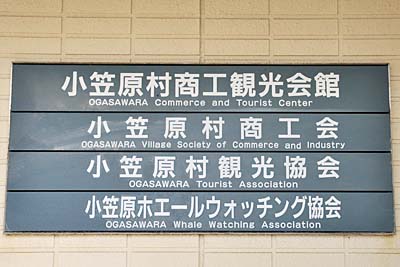 小笠原村商工観光会館
OGASAWARA Commerce and Tourist Center
小笠原村商工会
OGASAWARA Village Society of Commerce and Industry
小笠原村観光協会
OGASAWARA Tourist Association
小笠原ホエールウォッチング協会
OGASAWARA Whale Watching Association